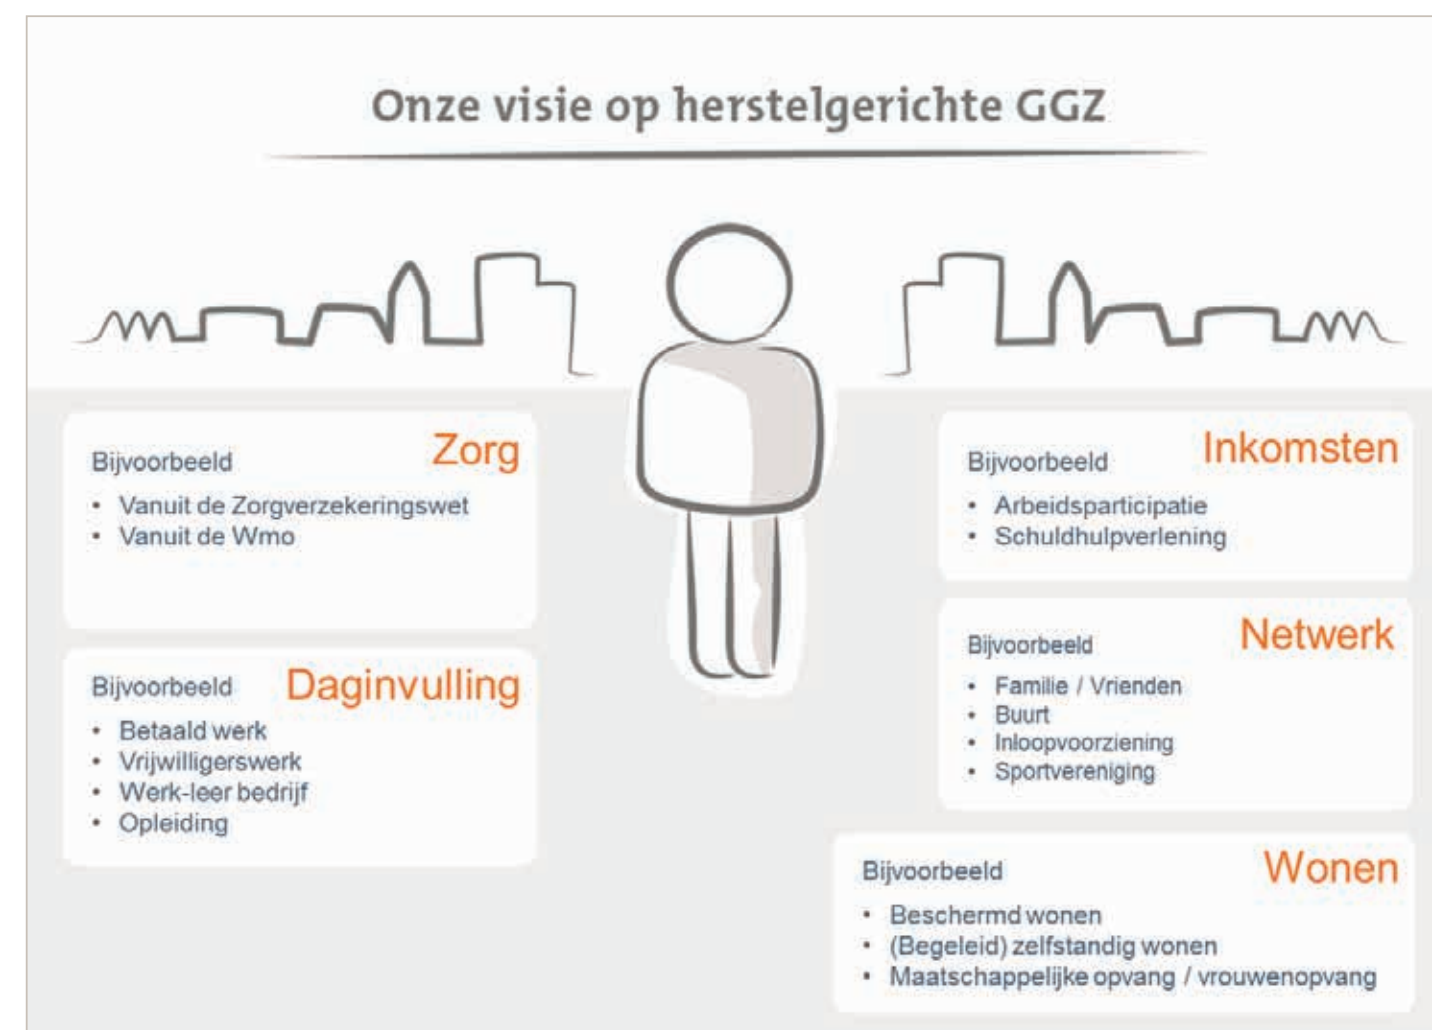 Onze visie op herstelgerichte GGZ
Zorg
Bijvoorbeeld
• Vanuit de Zorgverzekeringswet
• Vanuit de Wmo
Daginvulling
Bijvoorbeeld
• Betaald werk
• Vrijwilligerswerk
• Werk-leer bedrijf
• Opleiding
Inkomsten
Bijvoorbeeld
• Arbeidsparticipatie
• Schuldhulpverlening
Netwerk
Bijvoorbeeld
• Familie / Vrienden
• Buurt
• Inloopvoorziening
• Sportvereniging
Wonen
Bijvoorbeeld
• Beschermd wonen
• (Begeleid) zelfstandig wonen
• Maatschappelijke opvang / vrouwenopvang